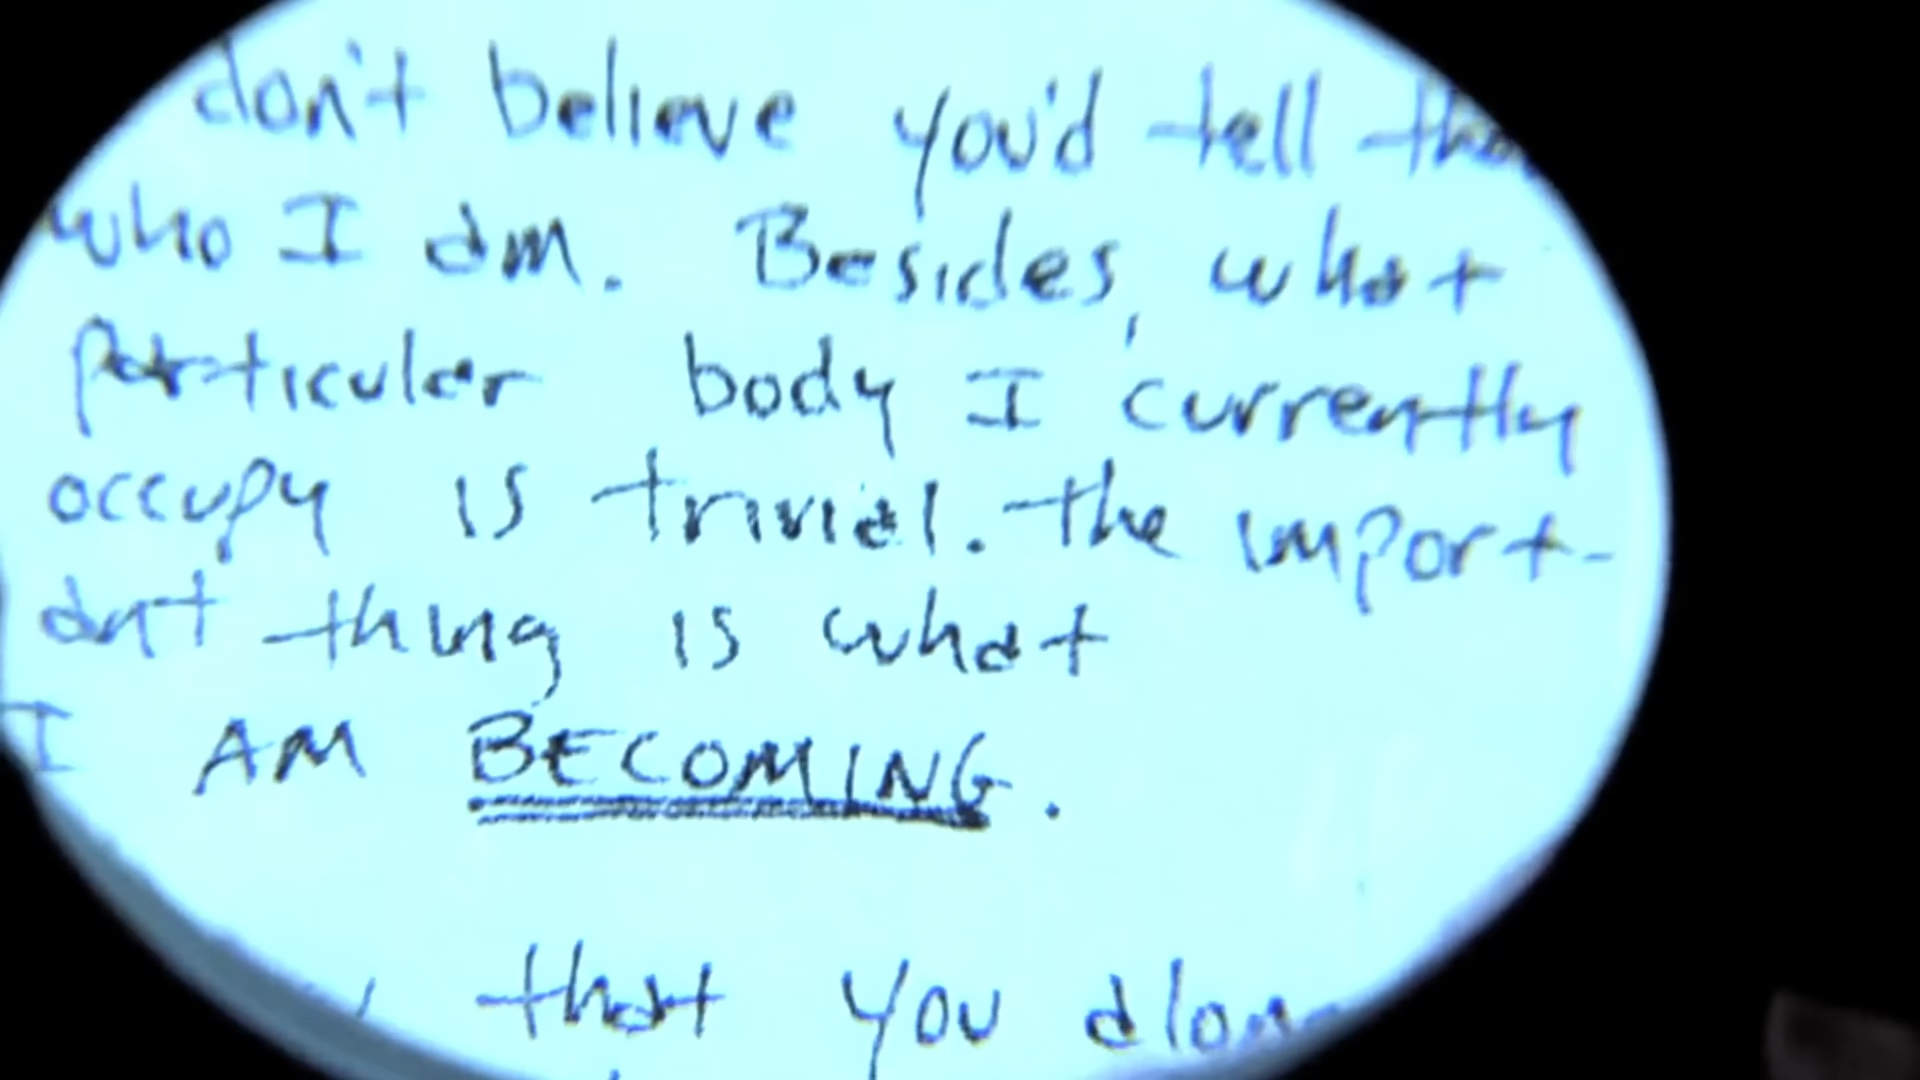 don't believe you'd tell
who I am. Besides, what
particular body I currently
occupy is trivial. the import-
ant thing is what
I AM BECOMING.
that you